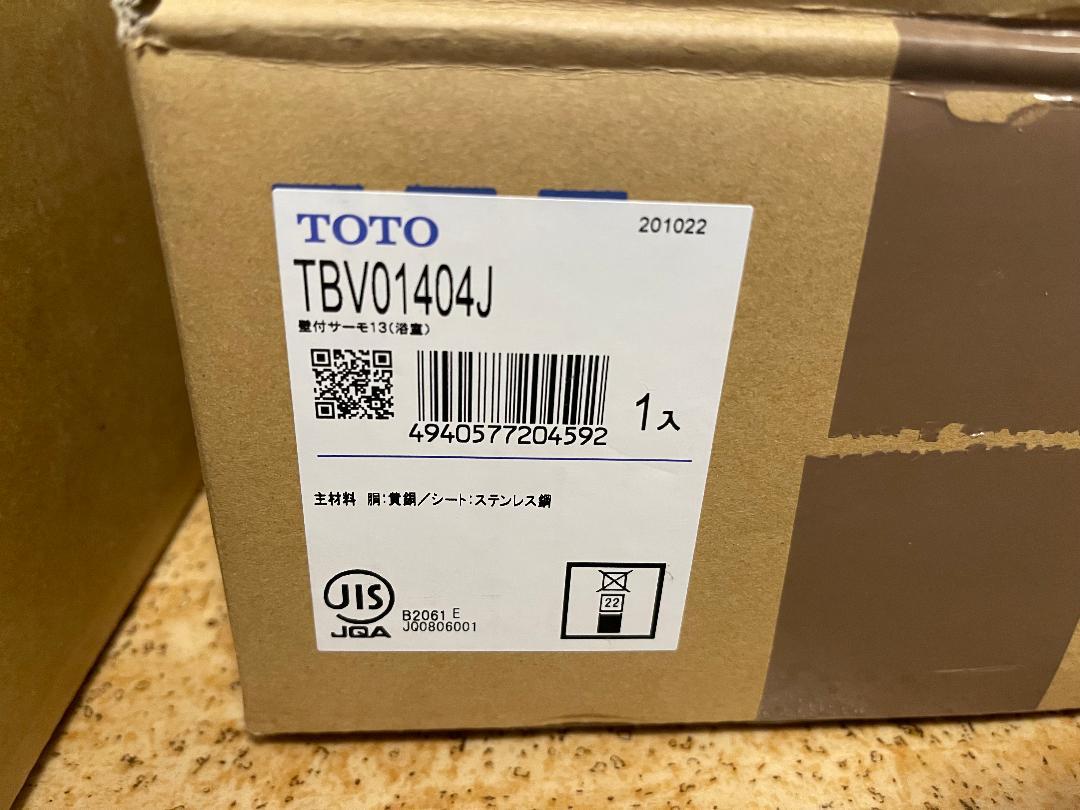 TOTO
201022
TBV01404J
壁付サーモ13(浴室)
4940577204592
1入
主材料 胴:黄銅/シート:ステンレス鋼
JIS
JQA
B2061 E
JQ0806001
22